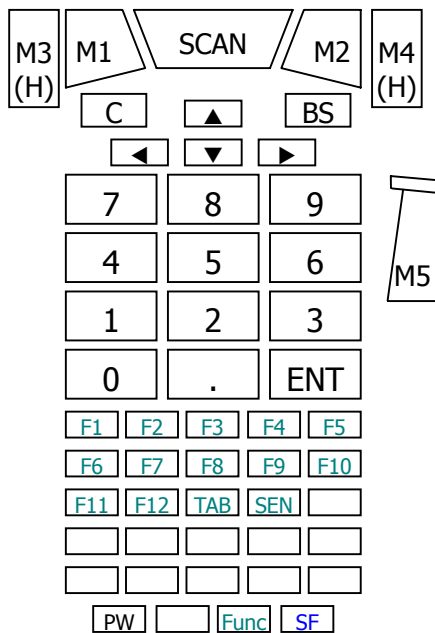 M3 M1 SCAN M2 M4
(H) (H)
C ▲ BS
◀ ▼ ▶
7 8 9
4 5 6
M5
1 2 3
0 . ENT
F1 F2 F3 F4 F5
F6 F7 F8 F9 F10
F11 F12 TAB SEN
PW Func SF